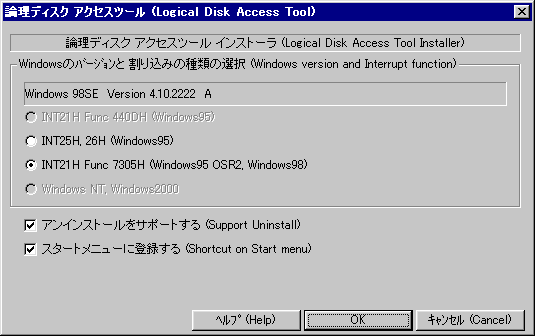 論理ディスク アクセスツール (Logical Disk Access Tool)
論理ディスク アクセスツール インストーラ (Logical Disk Access Tool Installer)
Windowsのバージョンと 割り込みの種類の選択 (Windows version and Interrupt function)
Windows 98SE Version 4.10.2222 A
INT21H Func 440DH (Windows95)
INT25H, 26H (Windows95)
INT21H Func 7305H (Windows95 OSR2, Windows98)
Windows NT, Windows2000
アンインストールをサポートする (Support Uninstall)
スタートメニューに登録する (Shortcut on Start menu)
ヘルプ(Help)
OK
キャンセル (Cancel)